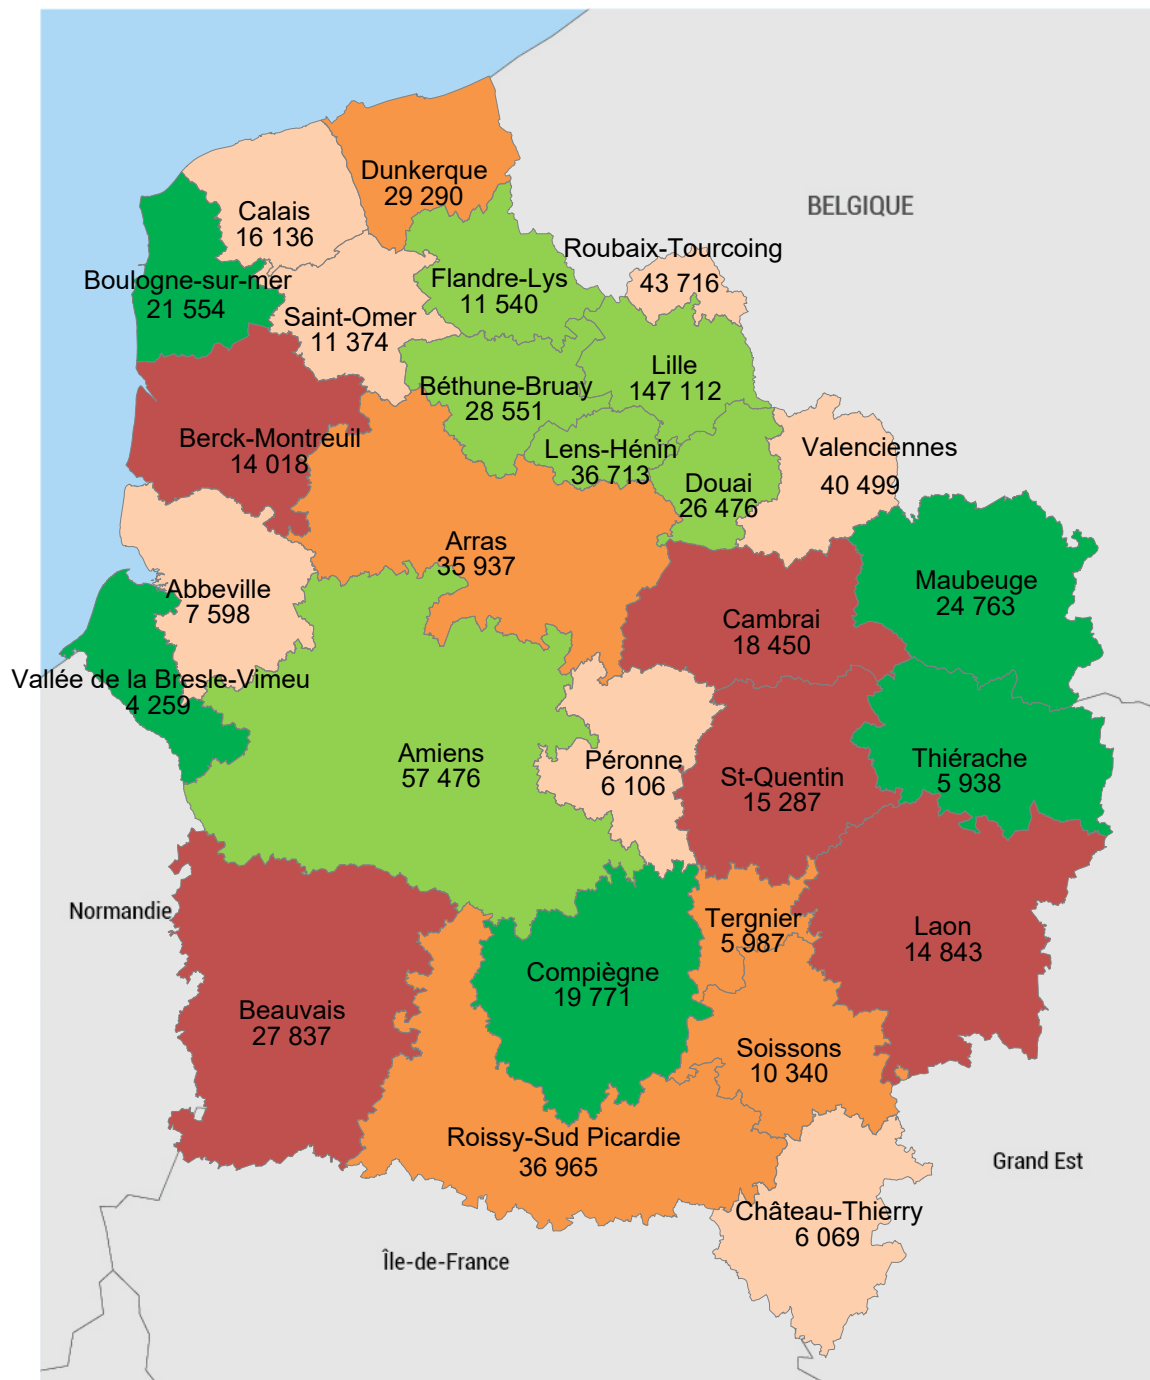 Dunkerque
29 290
Calais
16 136
BELGIQUE
Roubaix-Tourcoing
43 716
Boulogne-sur-mer
21 554
Flandre-Lys
11 540
Saint-Omer
11 374
Lille
147 112
Béthune-Bruay
28 551
Berck-Montreuil
14 018
Lens-Hénin
36 713
Valenciennes
40 499
Douai
26 476
Arras
35 937
Abbeville
7 598
Maubeuge
24 763
Cambrai
18 450
Vallée de la Bresle-Vimeu
4 259
Amiens
57 476
Péronne
6 106
St-Quentin
15 287
Thiérache
5 938
Normandie
Tergnier
5 987
Laon
14 843
Compiègne
19 771
Beauvais
27 837
Soissons
10 340
Roissy-Sud Picardie
36 965
Grand Est
Château-Thierry
6 069
Île-de-France